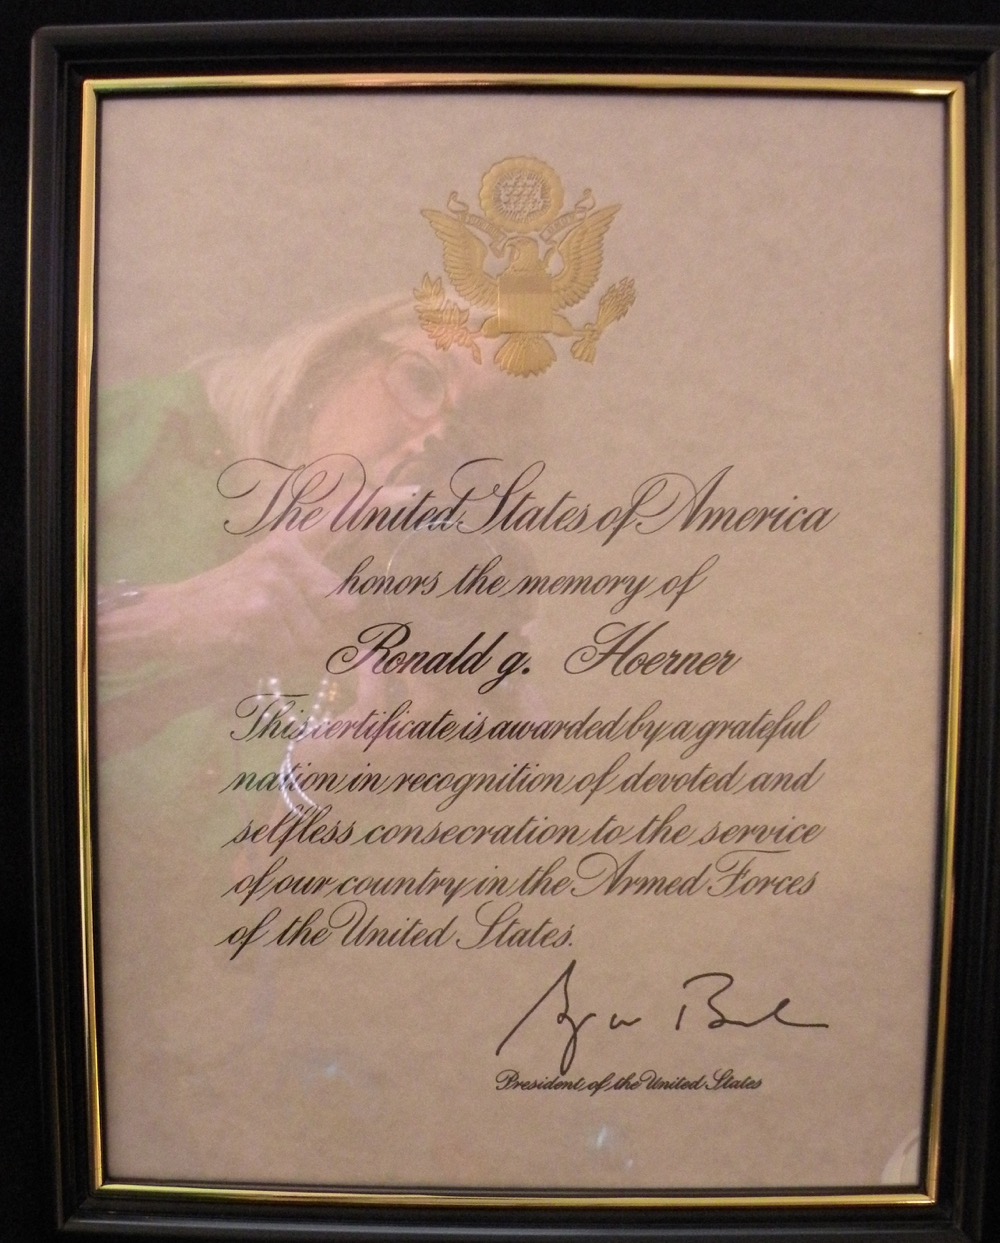 The United States of America
honors the memory of
Ronald g. Hoerner
This certificate is awarded by a grateful
nation in recognition of devoted and
selfless consecration to the service
of our country in the Armed Forces
of the United States.
President of the United States